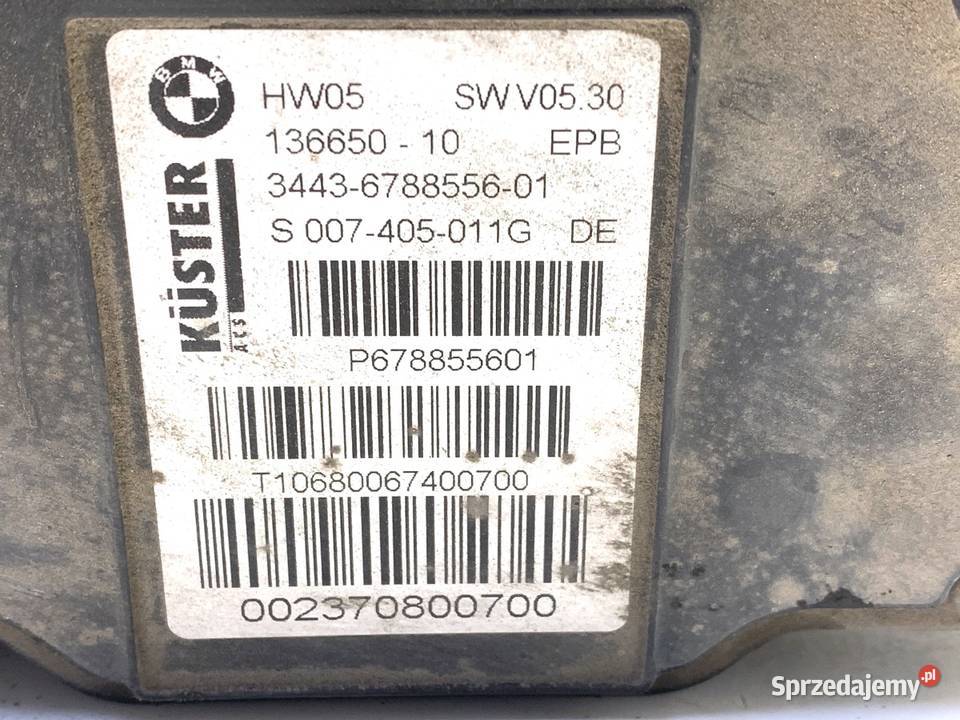 BMW
HW05 SW V05.30
136650 - 10 EPB
3443-6788556-01
S 007-405-011G DE
KÜSTER
ACS
P678855601
T10680067400700
002370800700
Sprzedajemy.pl